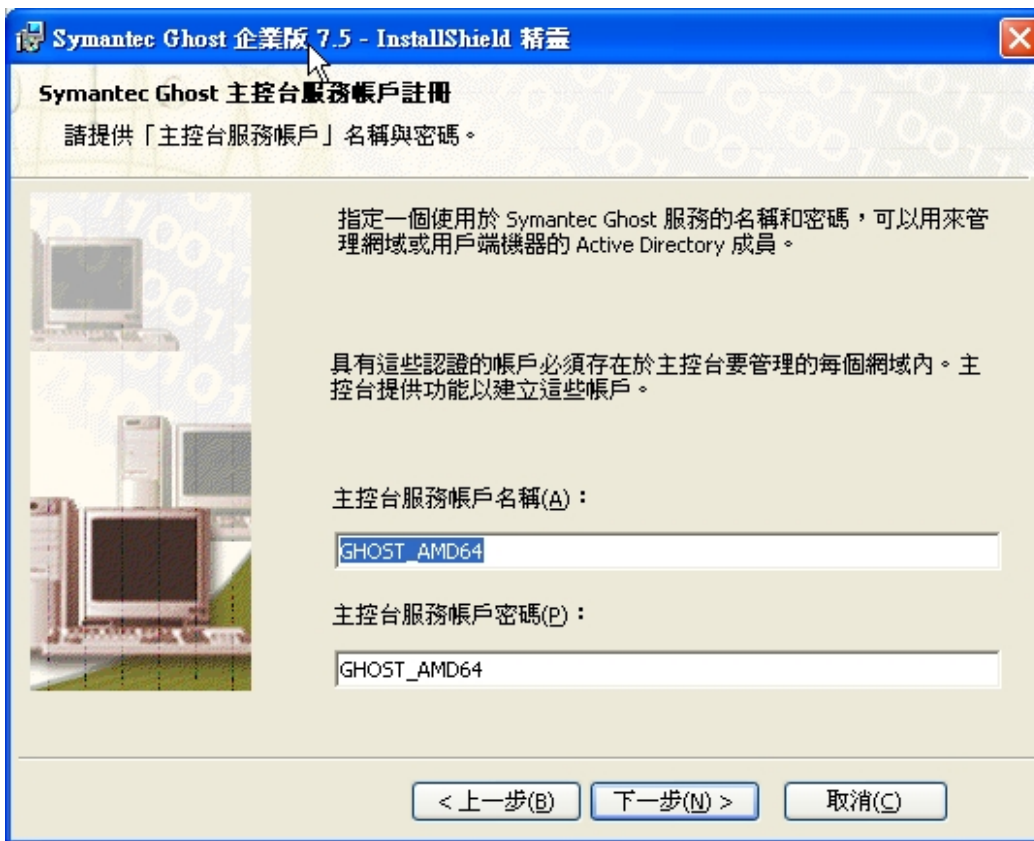 Symantec Ghost 企業版 7.5 - InstallShield 精靈
Symantec Ghost 主控台服務帳戶註冊
請提供「主控台服務帳戶」名稱與密碼。
指定一個使用於 Symantec Ghost 服務的名稱和密碼，可以用來管
理網域或用戶端機器的 Active Directory 成員。
具有這些認證的帳戶必須存在於主控台要管理的每個網域內。主
控台提供功能以建立這些帳戶。
主控台服務帳戶名稱(A)：
GHOST_AMD64
主控台服務帳戶密碼(P)：
GHOST_AMD64
< 上一步(B)
下一步(N) >
取消(C)